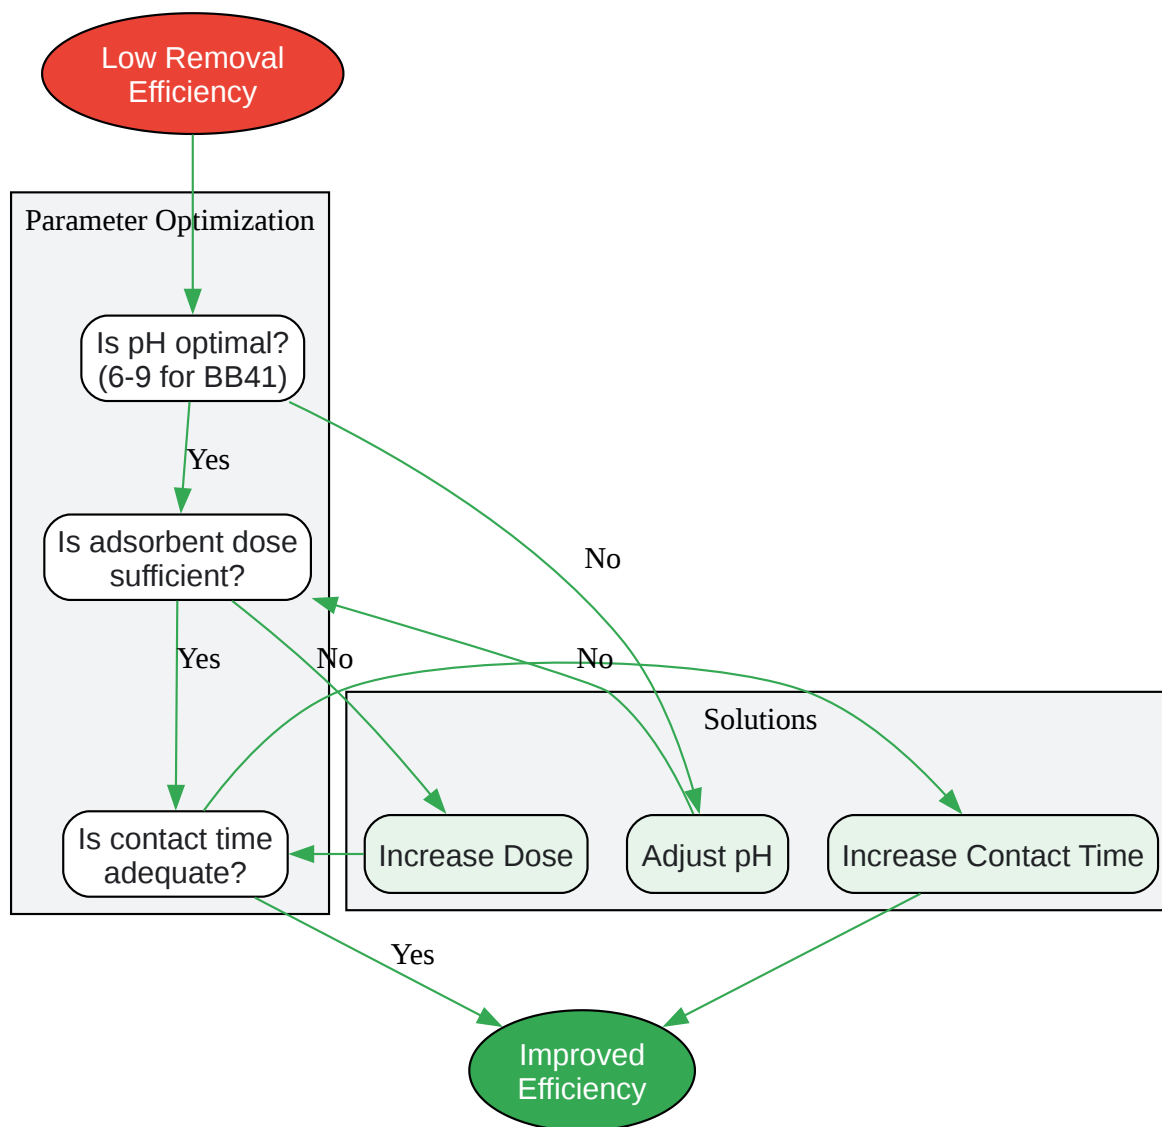 Low Removal
Efficiency
Parameter Optimization
Is pH optimal?
(6-9 for BB41)
Yes
No
Is adsorbent dose
sufficient?
Yes
No
No
Solutions
Is contact time
adequate?
Increase Dose
Adjust pH
Increase Contact Time
Yes
Improved
Efficiency